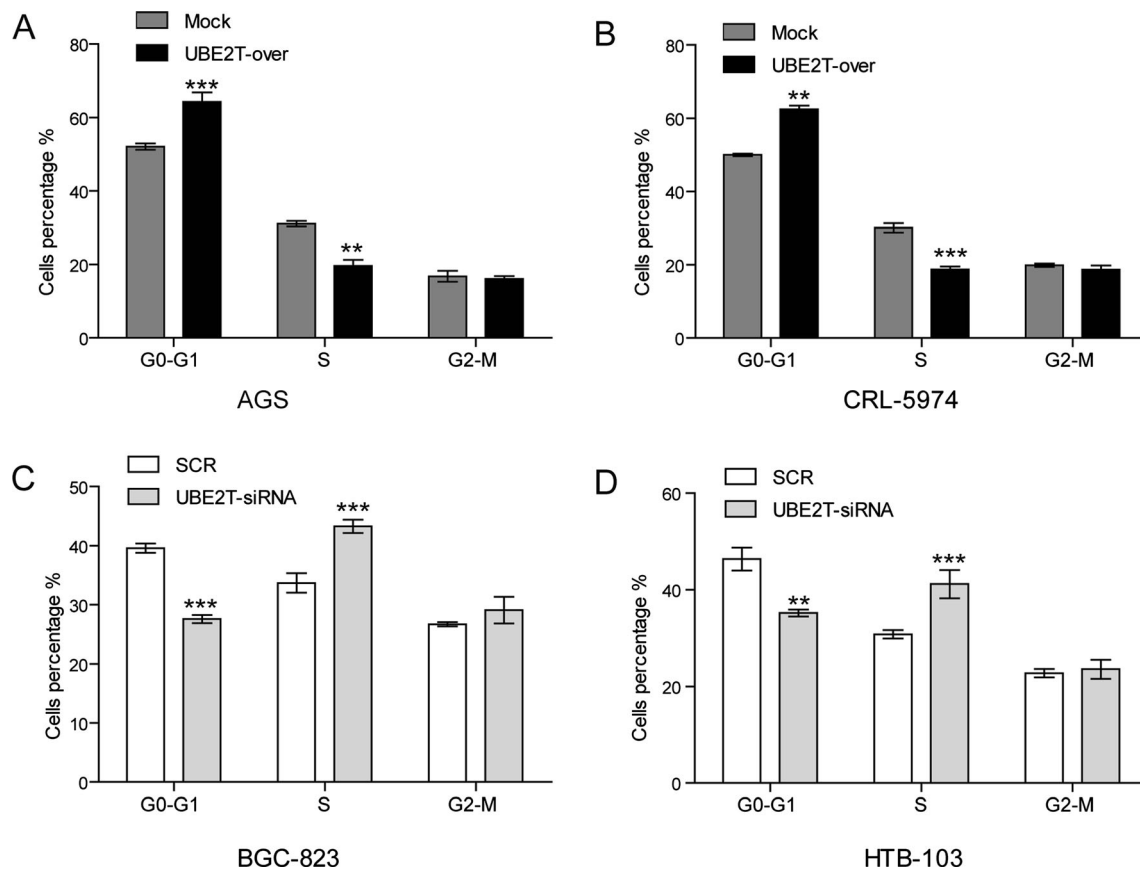 A
Mock
UBE2T-over
Cells percentage %
80
60
40
20
0
***
**
G0-G1
S
G2-M
AGS
B
Mock
UBE2T-over
Cells percentage %
80
60
40
20
0
**
***
G0-G1
S
G2-M
CRL-5974
C
SCR
UBE2T-siRNA
Cells percentage %
50
40
30
20
10
0
***
***
G0-G1
S
G2-M
BGC-823
D
SCR
UBE2T-siRNA
Cells percentage %
60
40
20
0
**
***
G0-G1
S
G2-M
HTB-103